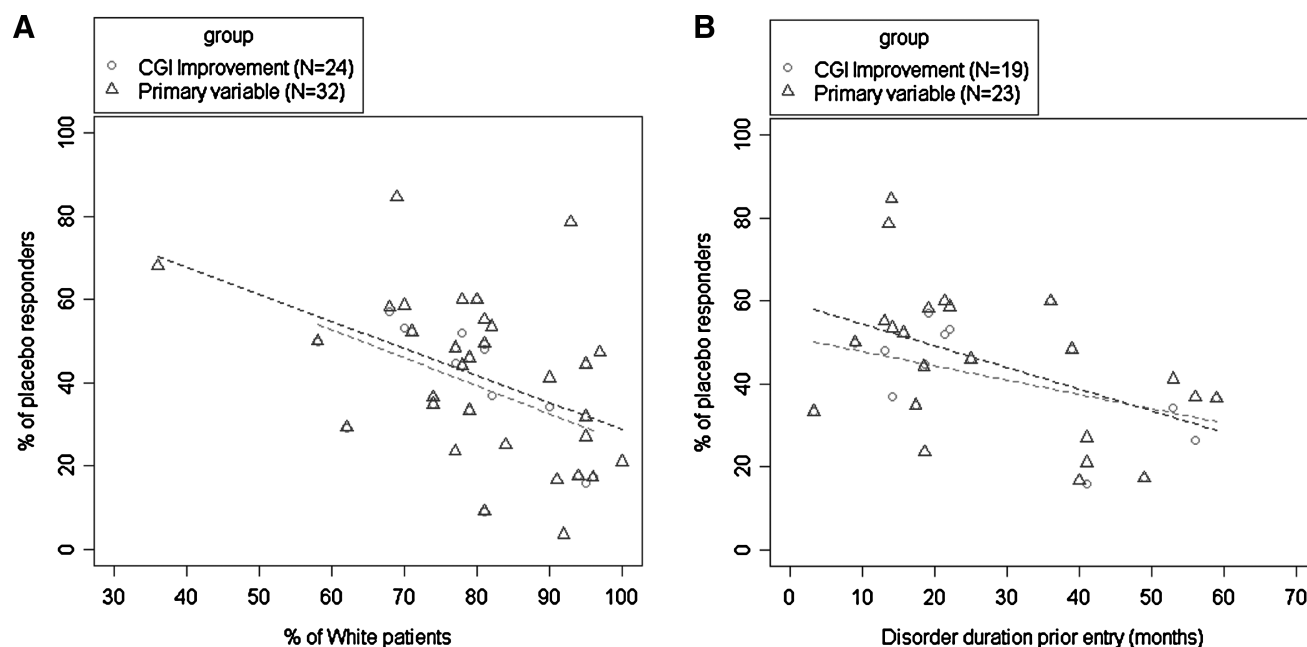 A
group
CGI Improvement (N=24)
Primary variable (N=32)
% of placebo responders
100
80
60
40
20
0
30 40 50 60 70 80 90 100
% of White patients
B
group
CGI Improvement (N=19)
Primary variable (N=23)
% of placebo responders
100
80
60
40
20
0
0 10 20 30 40 50 60 70
Disorder duration prior entry (months)